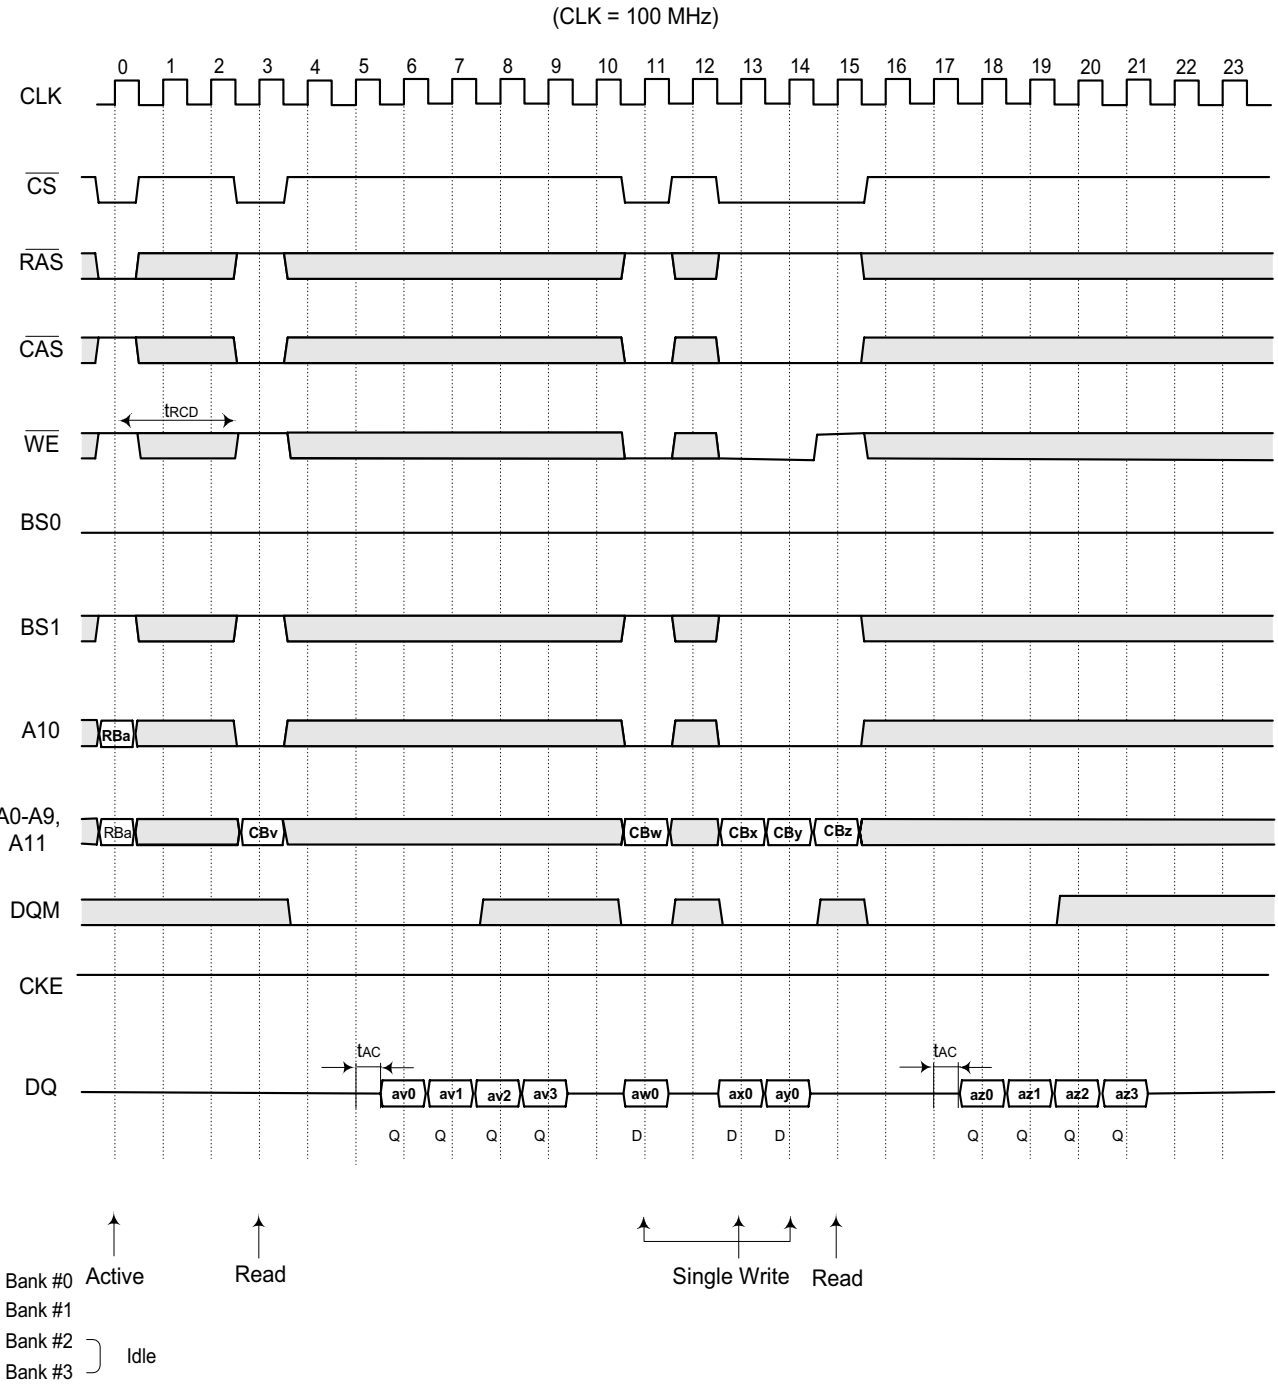 (CLK = 100 MHz)
0 1 2 3 4 5 6 7 8 9 10 11 12 13 14 15 16 17 18 19 20 21 22 23
CLK
CS
RAS
CAS
tRCD
WE
BS0
BS1
A10
RBa
A0-A9,
A11
RBa CBv CBw CBx CBy CBz
DQM
CKE
tAC tAC
DQ
av0 av1 av2 av3 aw0 ax0 ay0 az0 az1 az2 az3
Q Q Q Q D D D Q Q Q Q
Bank #0 Active Read Single Write Read
Bank #1
Bank #2
Idle
Bank #3